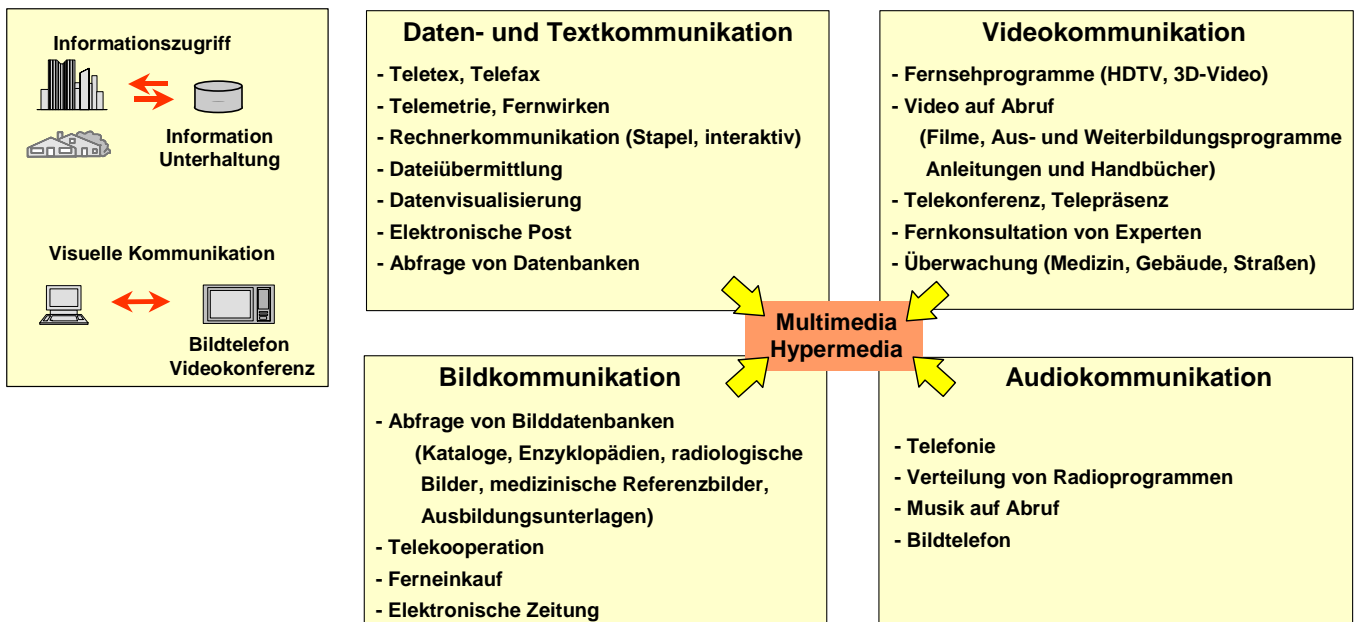 Informationszugriff
Information
Unterhaltung
Visuelle Kommunikation
Bildtelefon
Videokonferenz
Daten- und Textkommunikation
- Teletex, Telefax
- Telemetrie, Fernwirken
- Rechnerkommunikation (Stapel, interaktiv)
- Dateiübermittlung
- Datenvisualisierung
- Elektronische Post
- Abfrage von Datenbanken
Videokommunikation
- Fernsehprogramme (HDTV, 3D-Video)
- Video auf Abruf
(Filme, Aus- und Weiterbildungsprogramme
Anleitungen und Handbücher)
- Telekonferenz, Telepräsenz
- Fernkonsultation von Experten
- Überwachung (Medizin, Gebäude, Straßen)
Multimedia
Hypermedia
Bildkommunikation
- Abfrage von Bilddatenbanken
(Kataloge, Enzyklopädien, radiologische
Bilder, medizinische Referenzbilder,
Ausbildungsunterlagen)
- Telekooperation
- Ferneinkauf
- Elektronische Zeitung
Audiokommunikation
- Telefonie
- Verteilung von Radioprogrammen
- Musik auf Abruf
- Bildtelefon